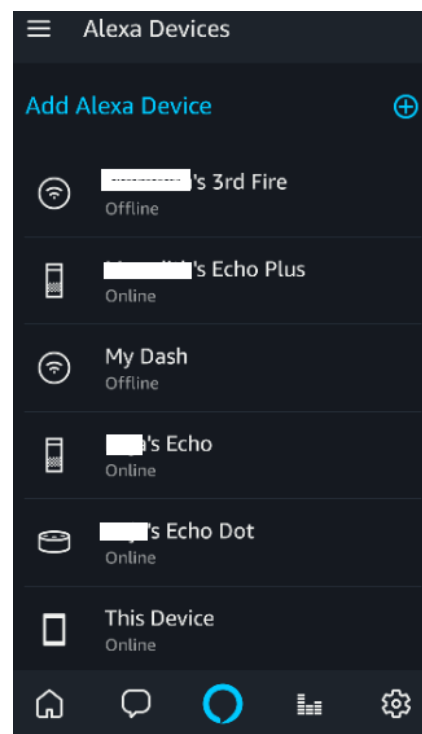 Alexa Devices
Add Alexa Device
's 3rd Fire
Offline
's Echo Plus
Online
My Dash
Offline
's Echo
Online
's Echo Dot
Online
This Device
Online